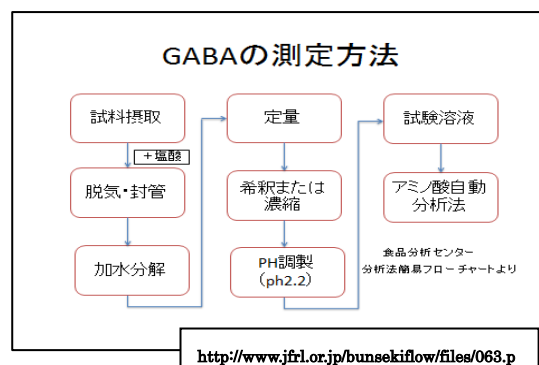 GABAの測定方法
試料摂取
+塩酸
脱気・封管
加水分解
定量
希釈または
濃縮
PH調製
(ph2.2)
試験溶液
アミノ酸自動
分析法
食品分析センター
分析法簡易フローチャートより
http://www.jfrl.or.jp/bunsekiflow/files/063.p